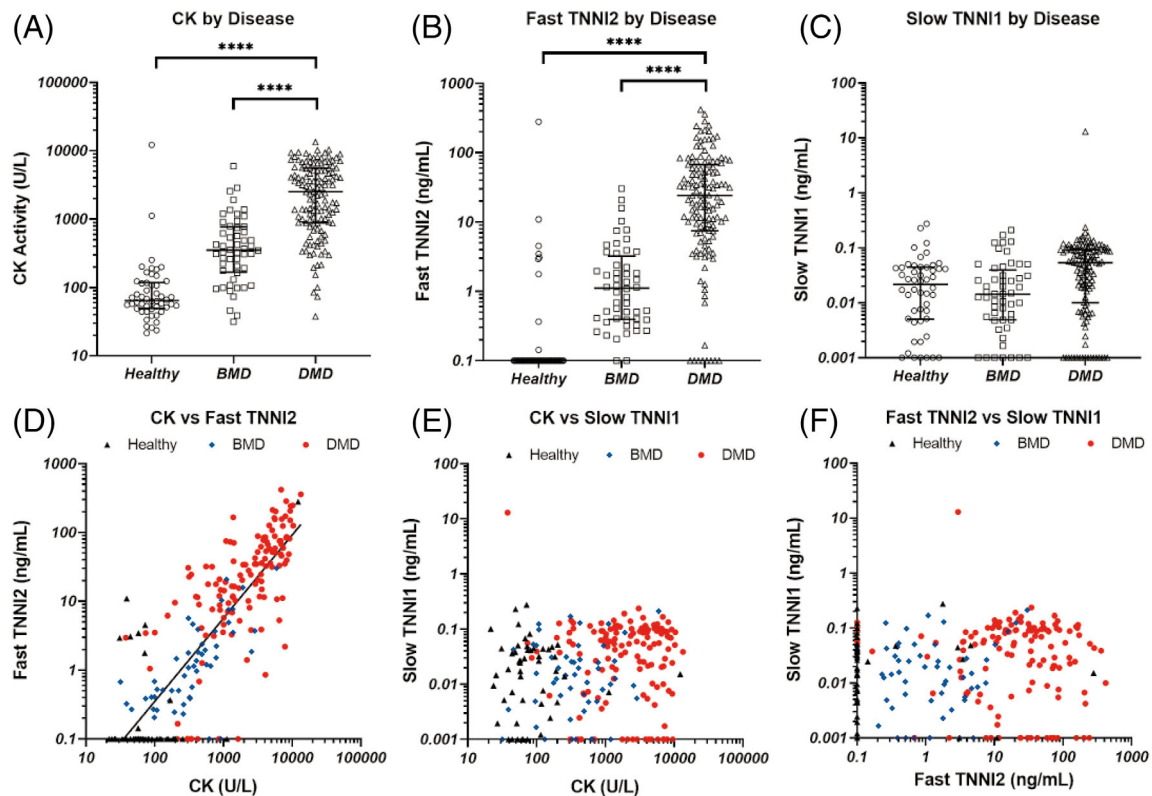 (A) CK by Disease
****
****
CK Activity (U/L)
100000
10000
1000
100
10
Healthy BMD DMD
(B) Fast TNNI2 by Disease
****
****
Fast TNNI2 (ng/mL)
1000
100
10
1
0.1
Healthy BMD DMD
(C) Slow TNNI1 by Disease
Slow TNNI1 (ng/mL)
100
10
1
0.1
0.01
0.001
Healthy BMD DMD
(D) CK vs Fast TNNI2
Healthy BMD DMD
Fast TNNI2 (ng/mL)
1000
100
10
1
0.1
10 100 1000 10000 100000
CK (U/L)
(E) CK vs Slow TNNI1
Healthy BMD DMD
Slow TNNI1 (ng/mL)
100
10
1
0.1
0.01
0.001
10 100 1000 10000 100000
CK (U/L)
(F) Fast TNNI2 vs Slow TNNI1
Healthy BMD DMD
Slow TNNI1 (ng/mL)
100
10
1
0.1
0.01
0.001
0.1 1 10 100 1000
Fast TNNI2 (ng/mL)